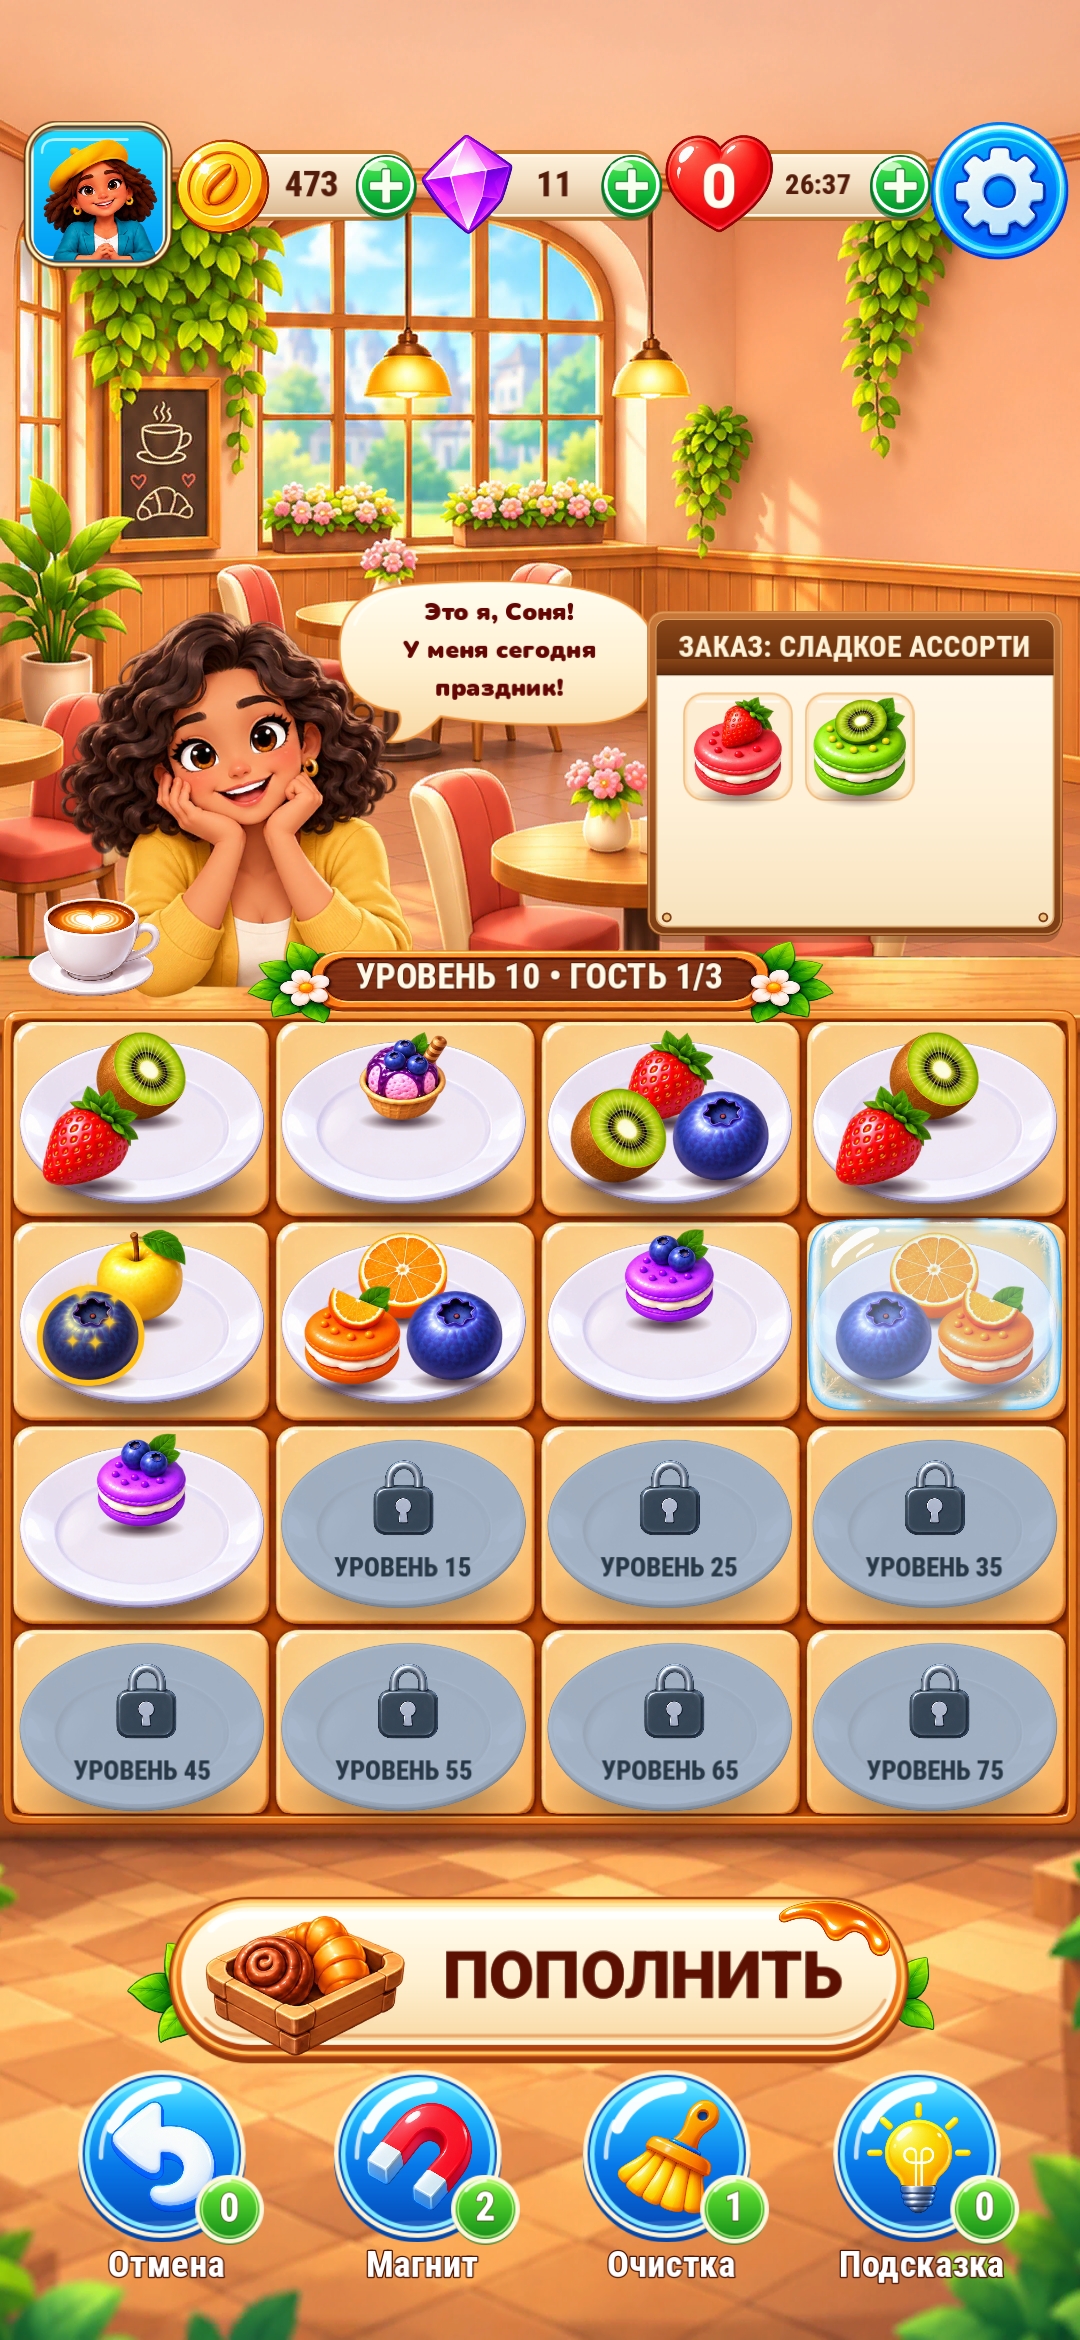 473
11
0
26:37
Это я, Соня!
У меня сегодня
праздник!
ЗАКАЗ: СЛАДКОЕ АССОРТИ
УРОВЕНЬ 10 • ГОСТЬ 1/3
УРОВЕНЬ 15
УРОВЕНЬ 25
УРОВЕНЬ 35
УРОВЕНЬ 45
УРОВЕНЬ 55
УРОВЕНЬ 65
УРОВЕНЬ 75
ПОПОЛНИТЬ
0
2
1
0
Отмена
Магнит
Очистка
Подсказка